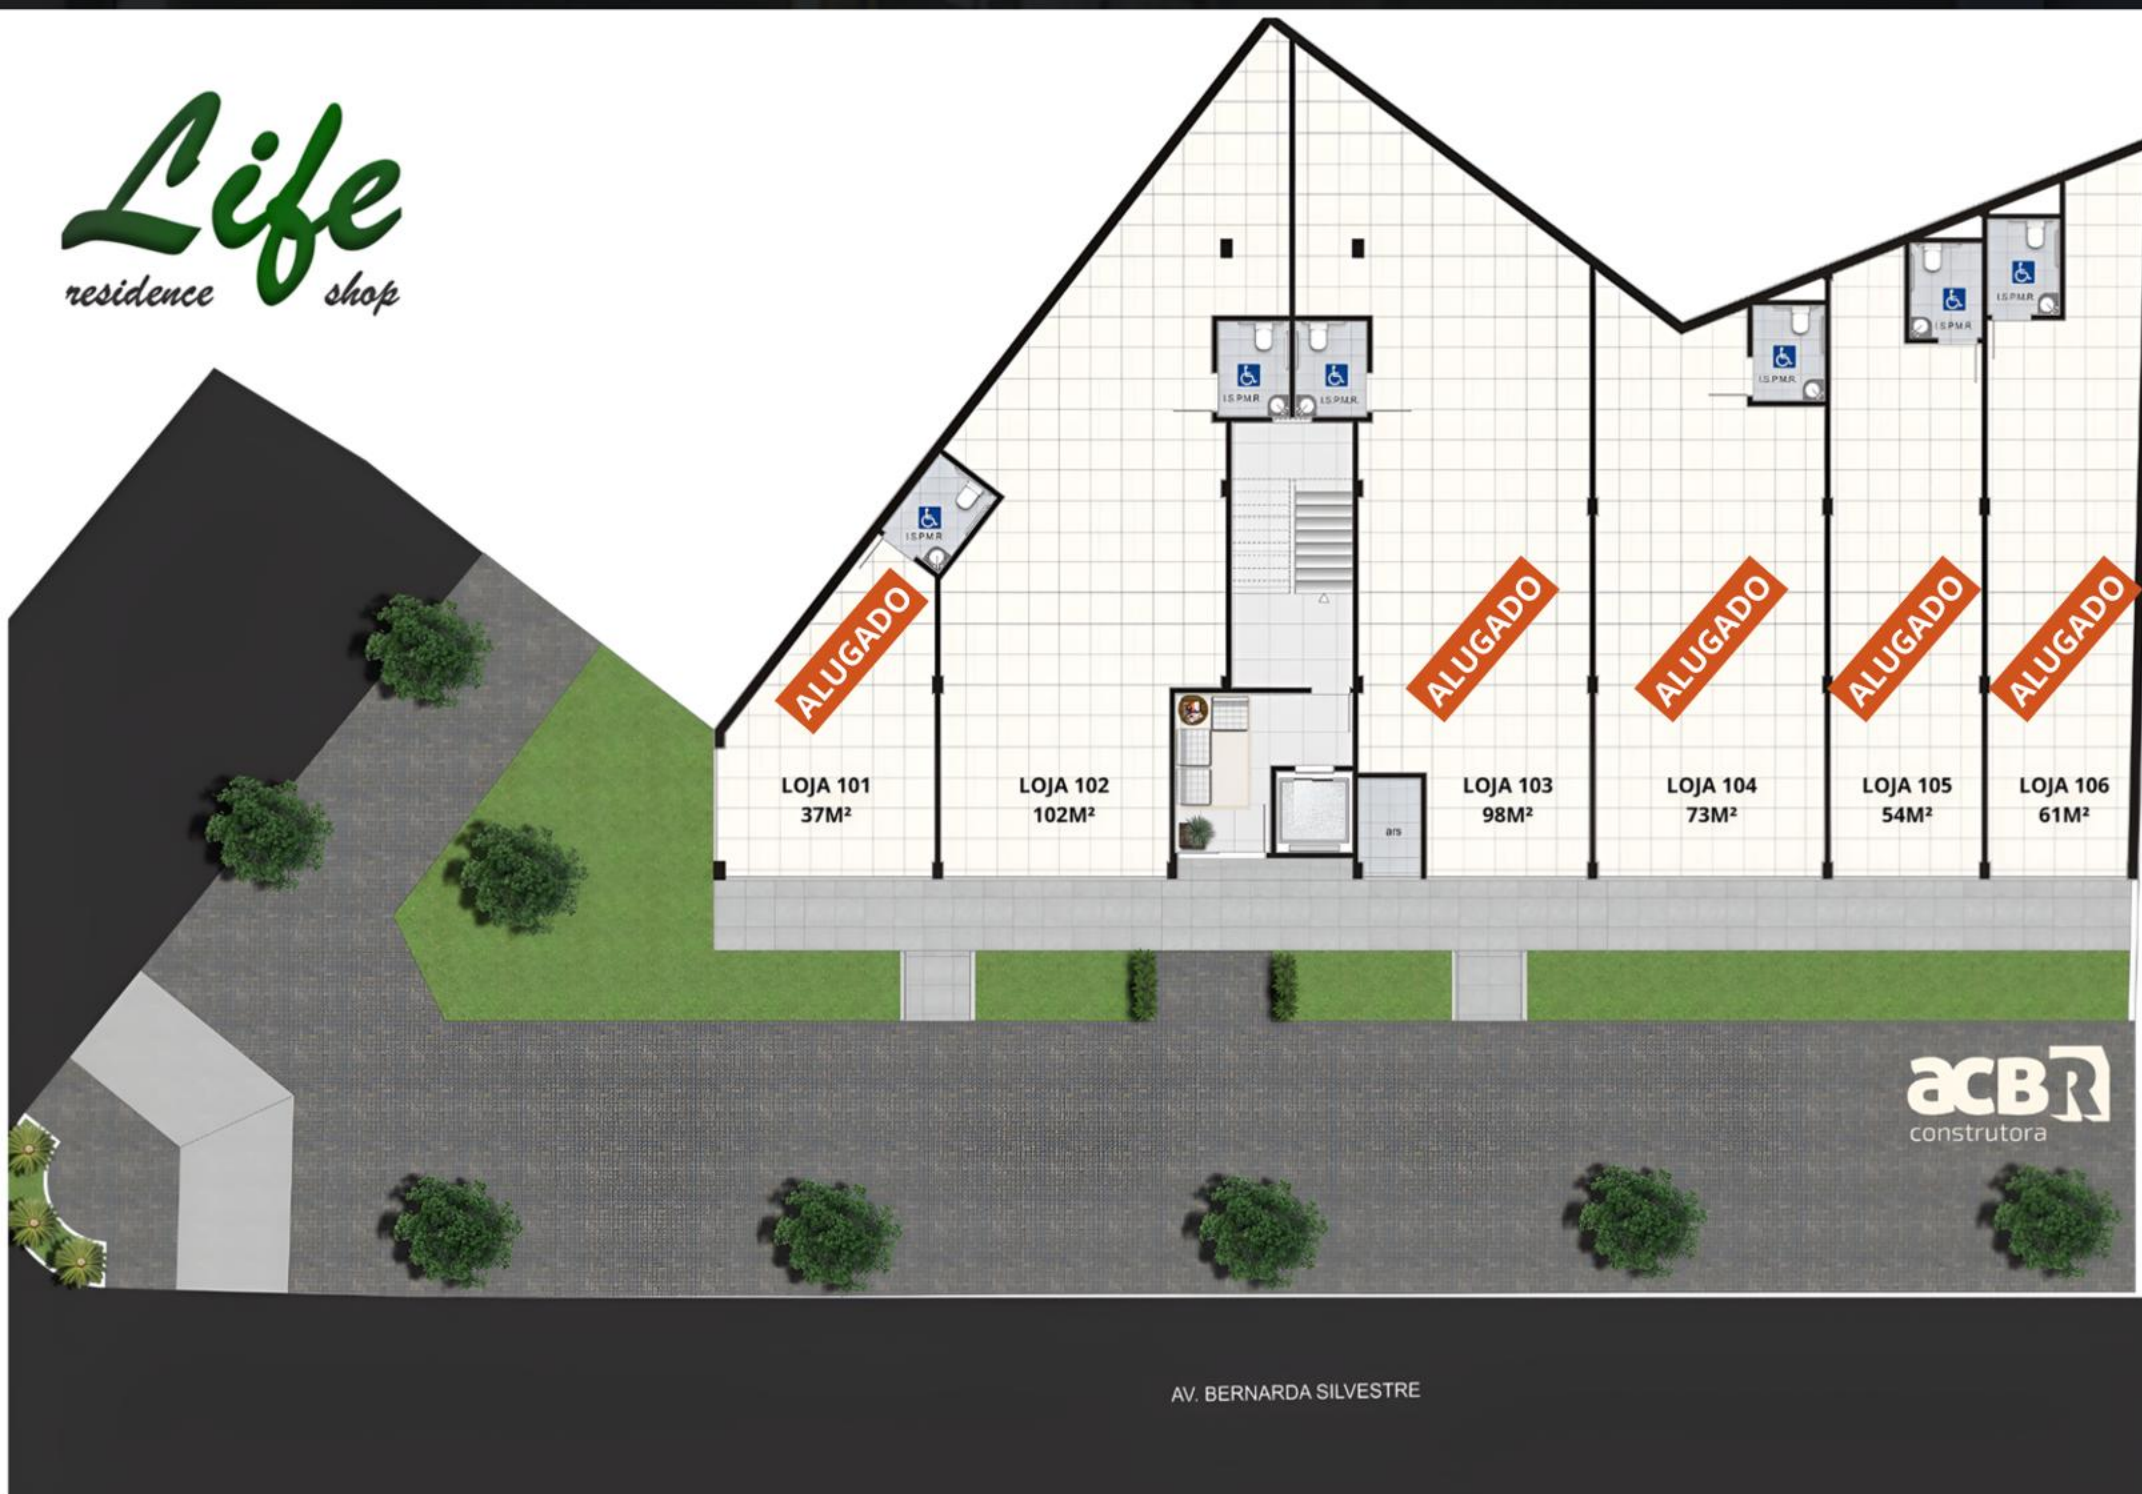 Life
residence shop
I.S.P.M.R.
I.S.P.M.R.
I.S.P.M.R
I.S.P.M.R.
I.S.P.M.R
I.S.P.M.R
ALUGADO
ALUGADO
ALUGADO
ALUGADO
ALUGADO
LOJA 101
37M²
LOJA 102
102M²
ars
LOJA 103
98M²
LOJA 104
73M²
LOJA 105
54M²
LOJA 106
61M²
acBR
construtora
AV. BERNARDA SILVESTRE